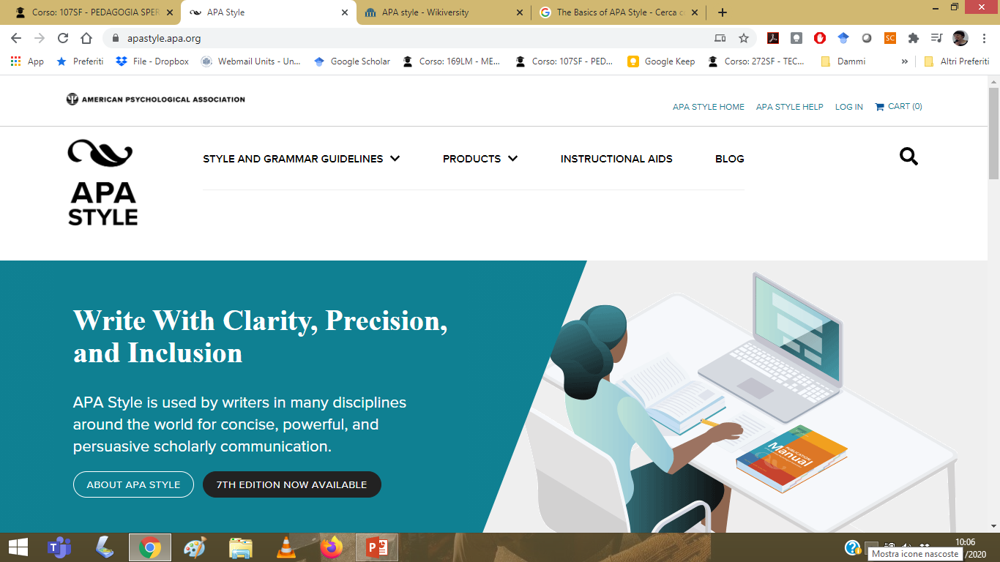 Corso: 107SF - PEDAGOGIA SPER
APA Style
APA style - Wikiversity
The Basics of APA Style - Cerca c
apastyle.apa.org
SC
App
Preferiti
File - Dropbox
Webmail Units - Un...
Google Scholar
Corso: 169LM - ME...
Corso: 107SF - PED...
Google Keep
Corso: 272SF - TEC...
Dammi
»
Altri Preferiti
AMERICAN PSYCHOLOGICAL ASSOCIATION
APA STYLE HOME
APA STYLE HELP
LOG IN
CART (0)
APA
STYLE
STYLE AND GRAMMAR GUIDELINES
PRODUCTS
INSTRUCTIONAL AIDS
BLOG
Write With Clarity, Precision,
and Inclusion
APA Style is used by writers in many disciplines
around the world for concise, powerful, and
persuasive scholarly communication.
ABOUT APA STYLE
7TH EDITION NOW AVAILABLE
7
PUBLICATION
Manual
10:06
/2020
Mostra icone nascoste